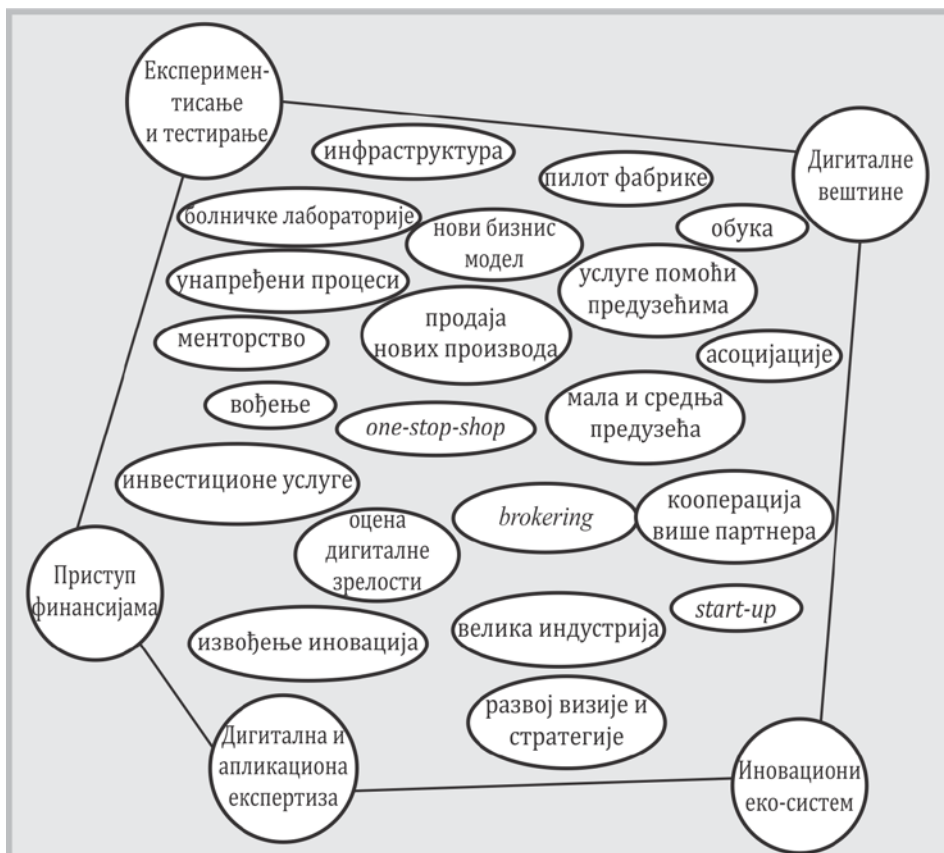 Експеримен-
тисање
и тестирање
инфраструктура
пилот фабрике
Дигиталне
вештине
болничке лабораторије
нови бизнис
модел
обука
унапређени процеси
услуге помоћи
предузећима
продаја
нових производа
менторство
асоцијације
вођење
one-stop-shop
мала и средња
предузећа
инвестиционе услуге
оцена
дигиталне
зрелости
brokering
кооперација
више партнера
Приступ
финансијама
start-up
извођење иновација
велика индустрија
развој визије и
стратегије
Дигитална и
апликациона
експертиза
Иновациони
еко-систем